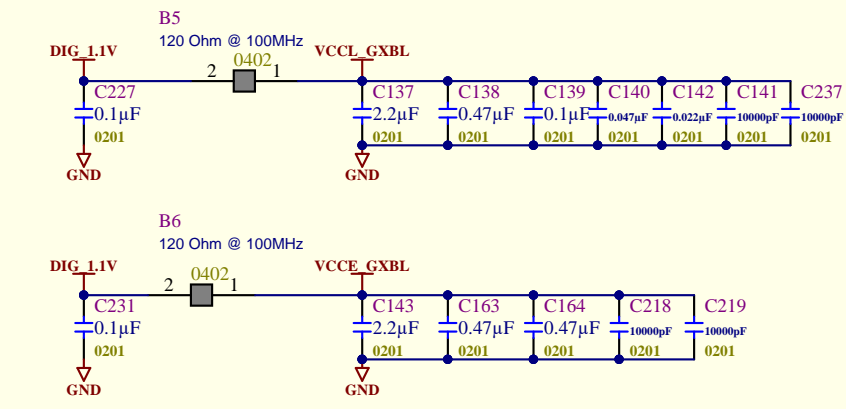 B5
120 Ohm @ 100MHz
DIG_1.1V
VCCL_GXBL
0402
2
1
C227
C137
C138
C139
C140
C142
C141
C237
0.1µF
2.2µF
0.47µF
0.1µF
0.047µF
0.022µF
10000pF
10000pF
0201
0201
0201
0201
0201
0201
0201
0201
GND
GND
B6
120 Ohm @ 100MHz
DIG_1.1V
VCCE_GXBL
0402
2
1
C231
C143
C163
C164
C218
C219
0.1µF
2.2µF
0.47µF
0.47µF
10000pF
10000pF
0201
0201
0201
0201
0201
0201
GND
GND